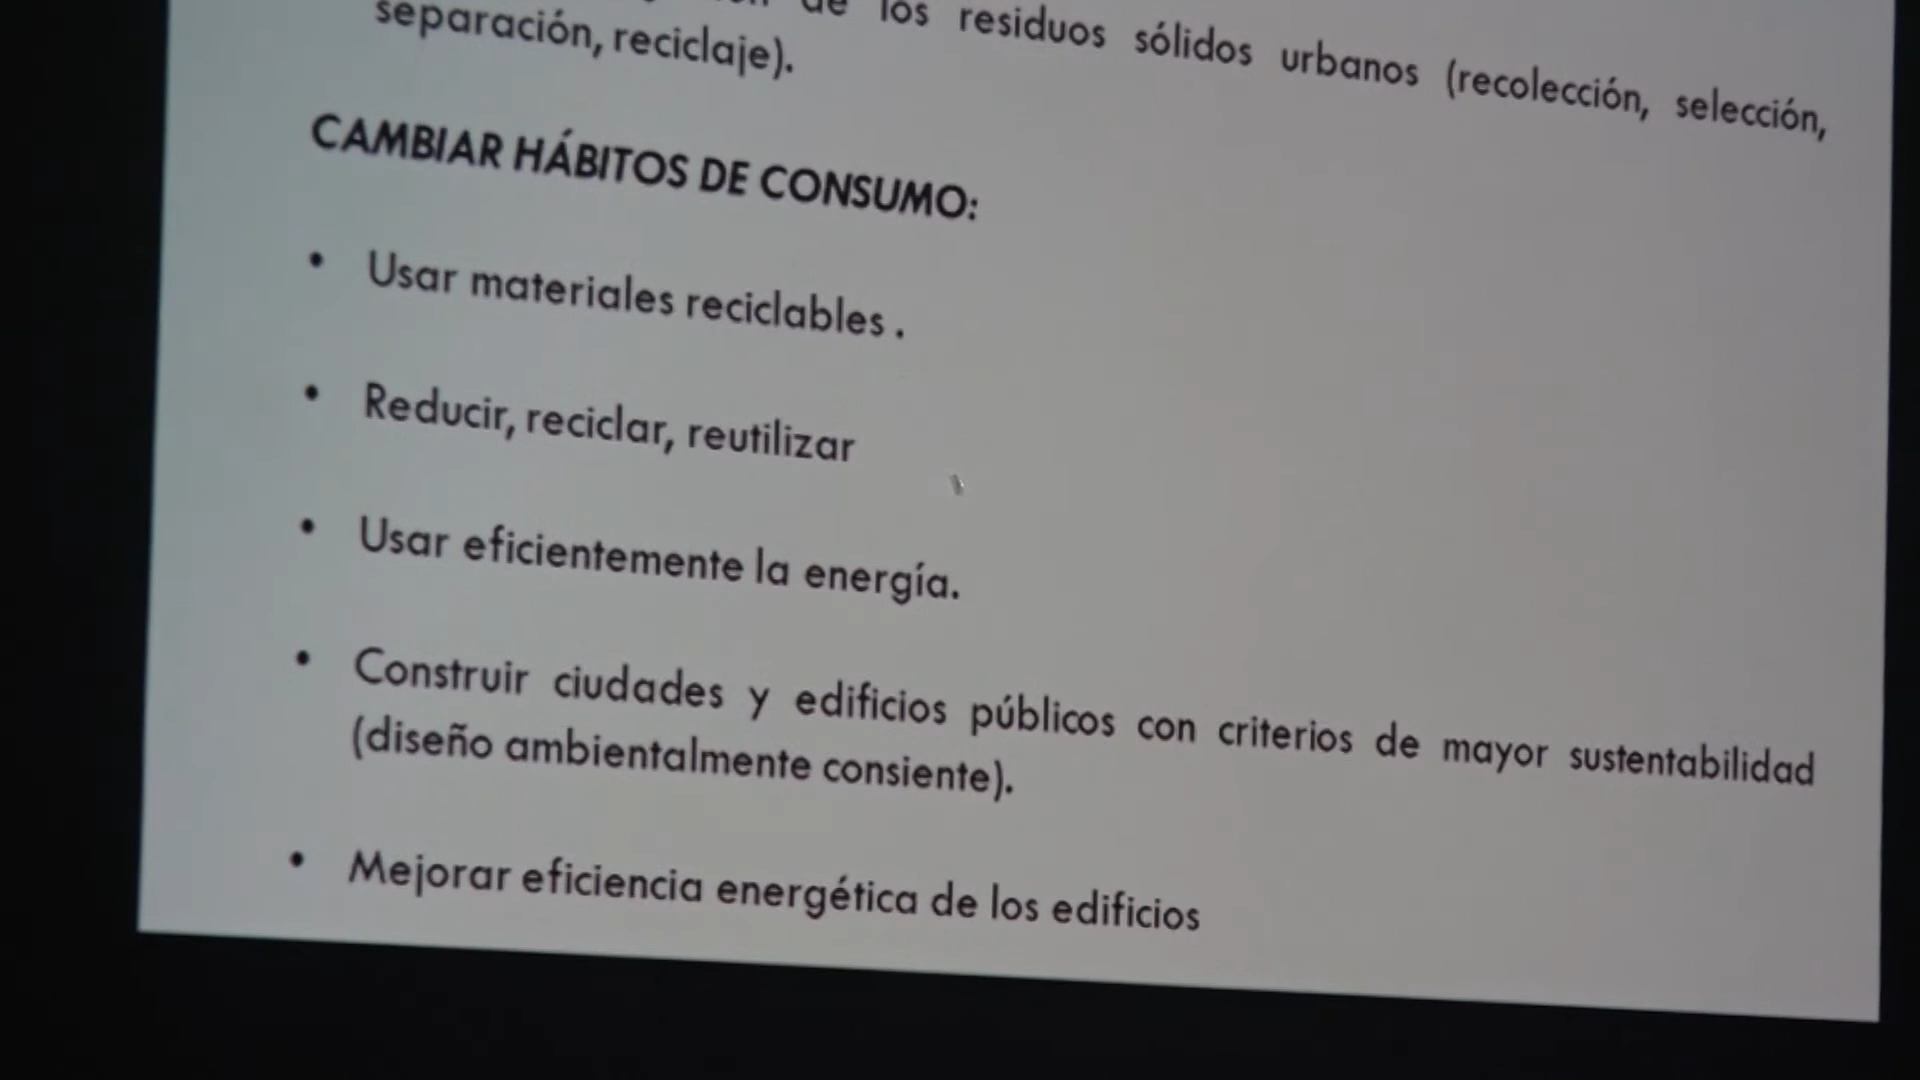 de los residuos sólidos urbanos (recolección, selección,
separación, reciclaje).
CAMBIAR HÁBITOS DE CONSUMO:
• Usar materiales reciclables .
• Reducir, reciclar, reutilizar
• Usar eficientemente la energía.
• Construir ciudades y edificios públicos con criterios de mayor sustentabilidad
(diseño ambientalmente consiente).
• Mejorar eficiencia energética de los edificios